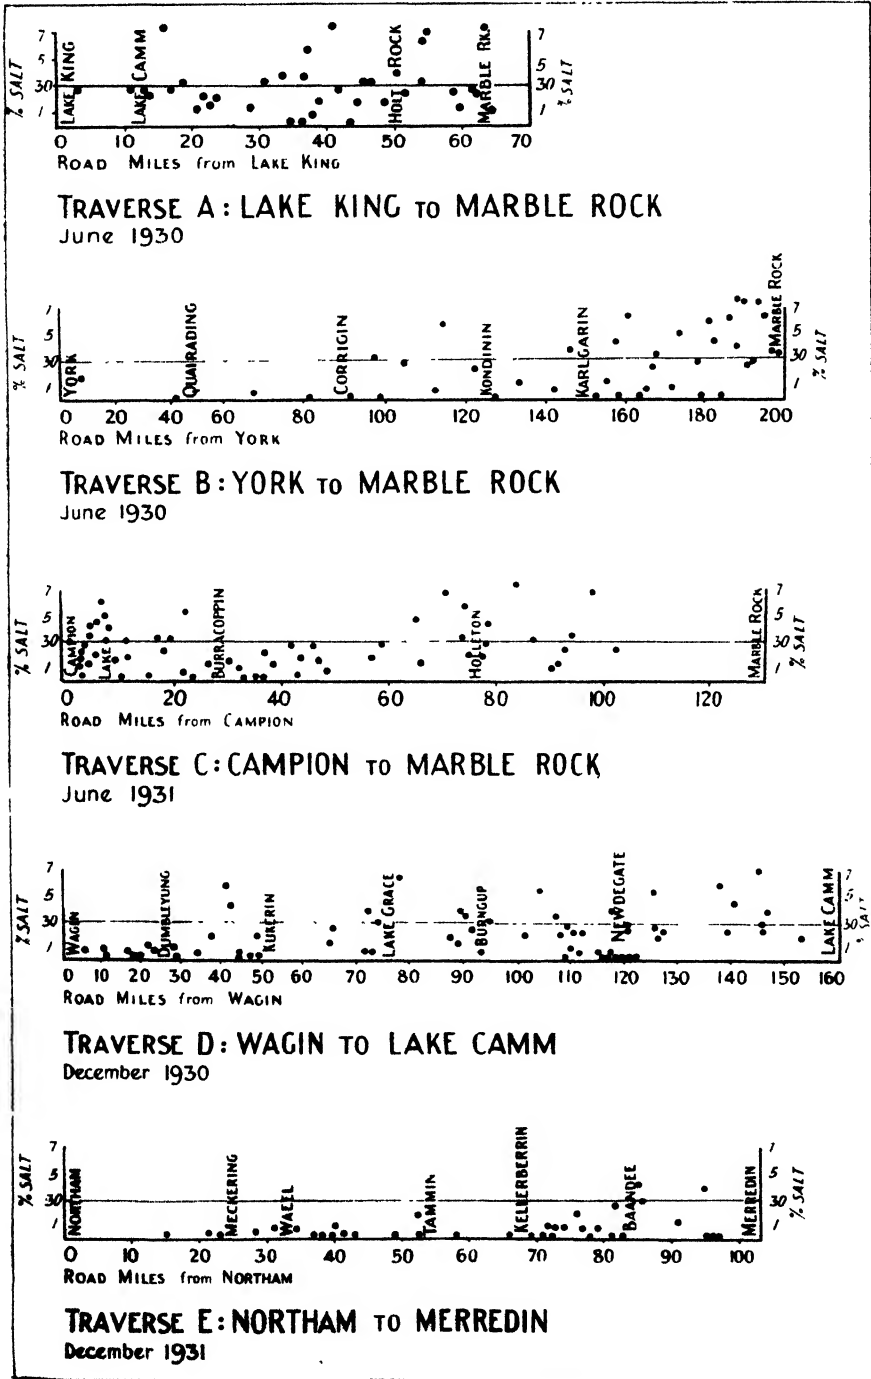 % SALT
7
5
30
1
LAKE KING
LAKE CAMM
HOLT ROCK
MARBLE RK.
7
5
30
1
% SALT
0 10 20 30 40 50 60 70
ROAD MILES from LAKE KING
TRAVERSE A: LAKE KING TO MARBLE ROCK
June 1930
% SALT
7
5
30
1
YORK
QUAIRADING
CORRIGIN
KONDININ
KARLGARIN
MARBLE ROCK
7
5
30
1
% SALT
0 20 40 60 80 100 120 140 160 180 200
ROAD MILES from YORK
TRAVERSE B: YORK TO MARBLE ROCK
June 1930
% SALT
7
5
30
1
CAMPION
LAKE
BURRACOPPIN
HOLLETON
MARBLE ROCK
7
5
30
1
% SALT
0 20 40 60 80 100 120
ROAD MILES from CAMPION
TRAVERSE C: CAMPION TO MARBLE ROCK
June 1931
% SALT
7
5
30
1
WAGIN
DUMBLEYUNG
KUKERIN
LAKE GRACE
BURNGUP
NEWDEGATE
LAKE CAMM
7
5
30
1
% SALT
0 10 20 30 40 50 60 70 80 90 100 110 120 130 140 150 160
ROAD MILES from WAGIN
TRAVERSE D: WAGIN TO LAKE CAMM
December 1930
% SALT
7
5
30
1
NORTHAM
MECKERING
WAEEL
TAMMIN
KELLERBERRIN
BAANDEE
MERREDIN
7
5
30
1
% SALT
0 10 20 30 40 50 60 70 80 90 100
ROAD MILES from NORTHAM
TRAVERSE E: NORTHAM TO MERREDIN
December 1931